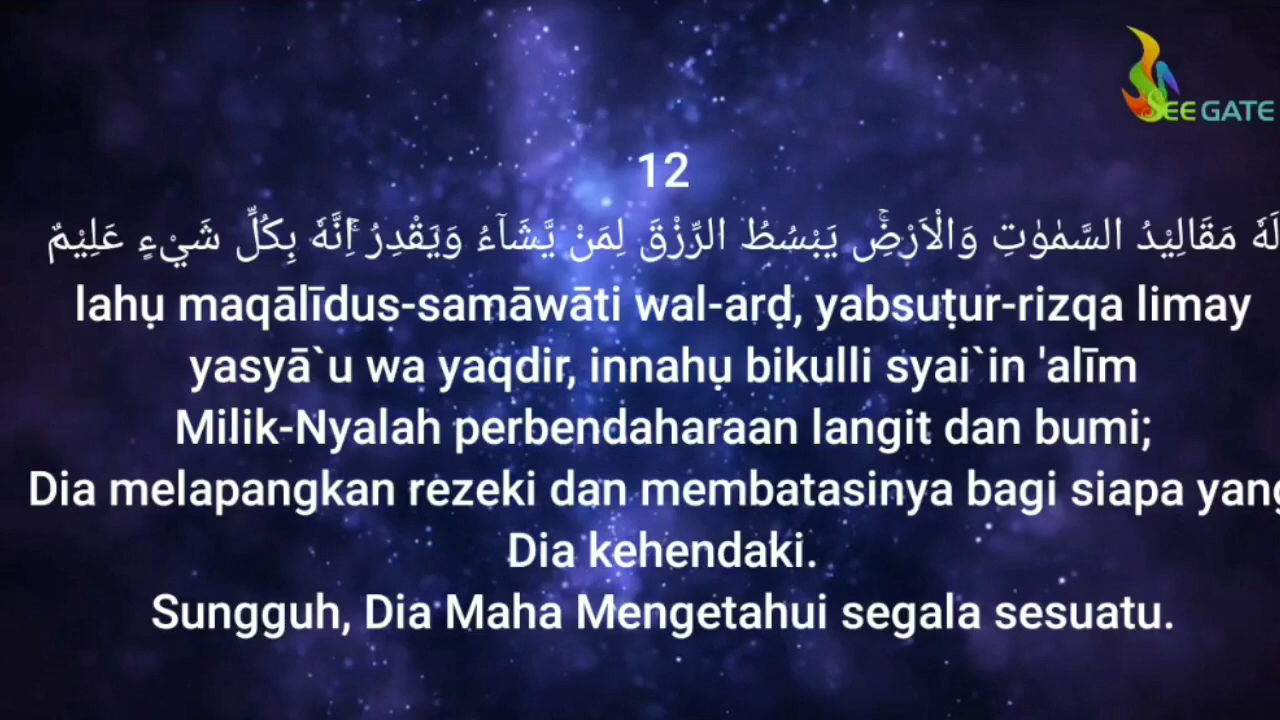 SEE GATE
12
لَهٗ مَقَالِيْدُ السَّمٰوٰتِ وَالْاَرْضِۚ يَبْسُطُ الرِّزْقَ لِمَنْ يَّشَاۤءُ وَيَقْدِرُ ۚاِنَّهٗ بِكُلِّ شَيْءٍ عَلِيْمٌ
lahụ maqālīdus-samāwāti wal-arḍ, yabsuṭur-rizqa limay
yasyā`u wa yaqdir, innahụ bikulli syai`in 'alīm
Milik-Nyalah perbendaharaan langit dan bumi;
Dia melapangkan rezeki dan membatasinya bagi siapa yang
Dia kehendaki.
Sungguh, Dia Maha Mengetahui segala sesuatu.